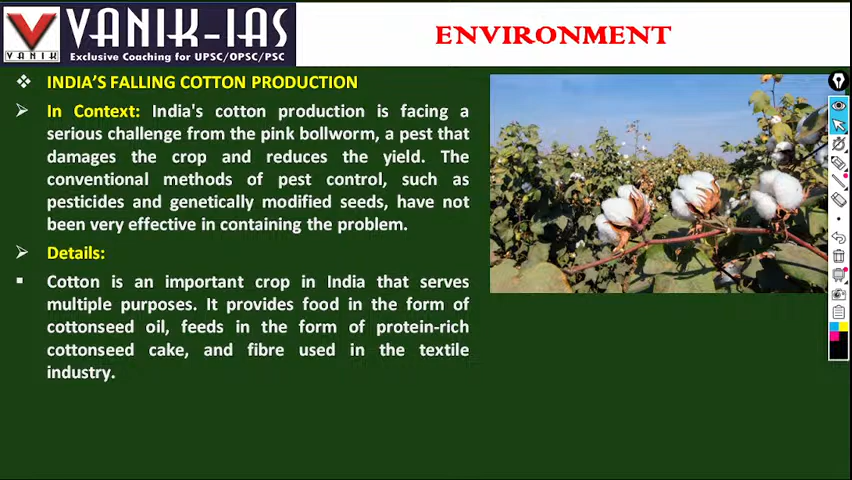 VANIK-IAS
VANIK
Exclusive Coaching for UPSC/OPSC/PSC
ENVIRONMENT
INDIA'S FALLING COTTON PRODUCTION
In Context: India's cotton production is facing a
serious challenge from the pink bollworm, a pest that
damages the crop and reduces the yield. The
conventional methods of pest control, such as
pesticides and genetically modified seeds, have not
been very effective in containing the problem.
Details:
Cotton is an important crop in India that serves
multiple purposes. It provides food in the form of
cottonseed oil, feeds in the form of protein-rich
cottonseed cake, and fibre used in the textile
industry.